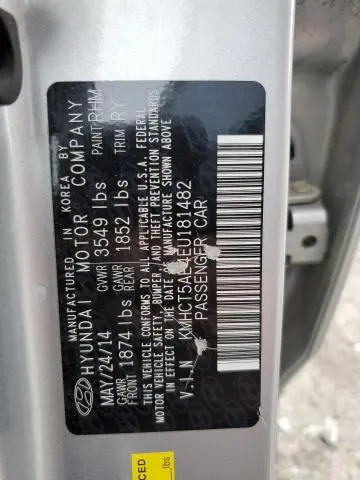 MANUFACTURED IN KOREA BY
HYUNDAI MOTOR COMPANY
MAY/24/14 GVWR 3549 lbs PAINT RHM
GAWR FRONT 1874 lbs GAWR REAR 1852 lbs TRIM RY
THIS VEHICLE CONFORMS TO ALL APPLICABLE U.S.A. FEDERAL
MOTOR VEHICLE SAFETY, BUMPER, AND THEFT PREVENTION STANDARDS
IN EFFECT ON THE DATE OF MANUFACTURE SHOWN ABOVE
V.I.N KMHCT5AE4EU181482
PASSENGER CAR
lbs